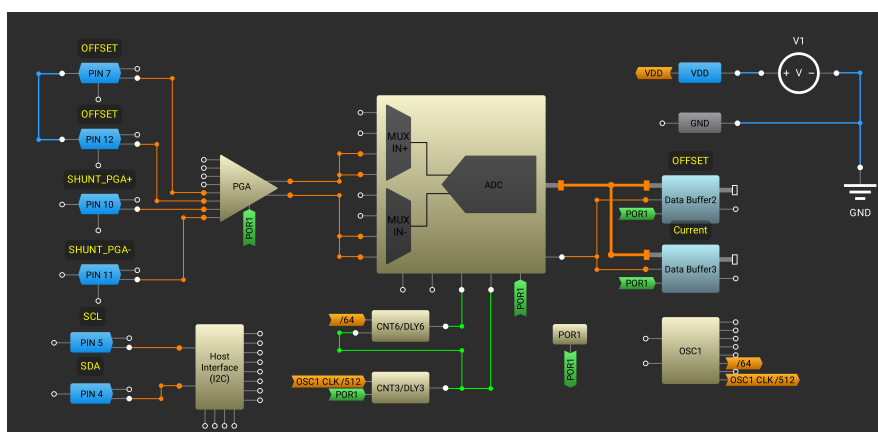 OFFSET
PIN 7
OFFSET
PIN 12
SHUNT_PGA+
PIN 10
SHUNT_PGA-
PIN 11
SCL
PIN 5
SDA
PIN 4
Host
Interface
(I2C)
PGA
POR1
MUX
IN+
MUX
IN-
ADC
POR1
/64
CNT6/DLY6
OSC1 CLK/512
POR1
CNT3/DLY3
POR1
POR1
V1
VDD
VDD
+ V -
GND
GND
OFFSET
Data Buffer2
POR1
Current
Data Buffer3
POR1
OSC1
/64
OSC1 CLK/512